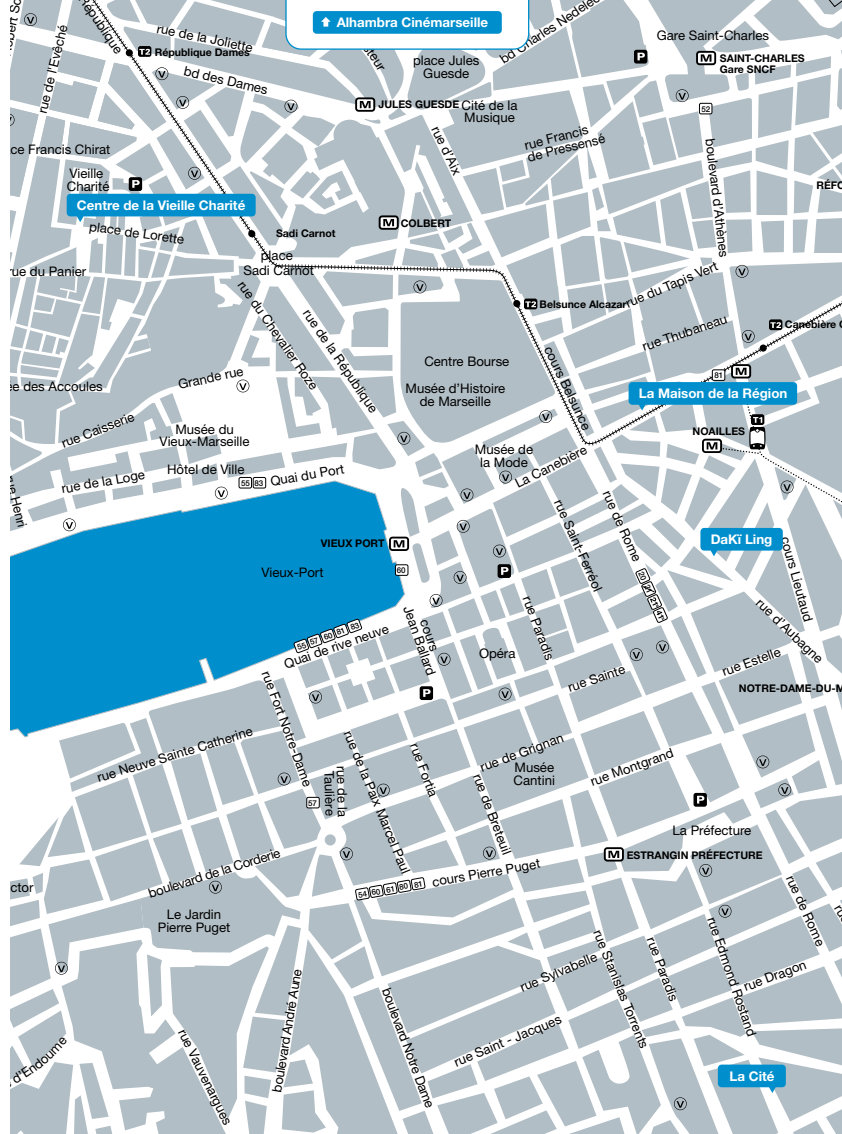 Alhambra Cinémarseille
République
rue de la Joliette
T2 République Dames
bd des Dames
rue de l'Evêché
place Jules
Guesde
bd Charles Nedelec
Gare Saint-Charles
P
M SAINT-CHARLES
Gare SNCF
M JULES GUESDE
Cité de la
Musique
52
rue d'Aix
rue Francis
de Pressensé
boulevard d'Athènes
ce Francis Chirat
Vieille
Charité
P
Centre de la Vieille Charité
place de Lorette
Sadi Carnot
M COLBERT
place
Sadi Carnot
rue du Panier
rue du Chevalier Roze
rue de la République
T2 Belsunce Alcazar
rue du Tapis Vert
rue Thubaneau
T2 Canebière
cours Belsunce
Centre Bourse
Musée d'Histoire
de Marseille
81
M
La Maison de la Région
ee des Accoules
Grande rue
rue Caisserie
Musée du
Vieux-Marseille
Hôtel de Ville
rue de la Loge
55 83
Quai du Port
rue Henri
Musée de
la Mode
La Canebière
NOAILLES
M
T1
rue Saint-Ferréol
rue de Rome
DaKï Ling
cours Lieutaud
VIEUX PORT M
Vieux-Port
60
P
rue d'Aubagne
55 57 60 81 83
Quai de rive neuve
cours
Jean Ballard
rue Paradis
Opéra
rue Sainte
rue Estelle
NOTRE-DAME-DU-M
P
rue Fort Notre-Dame
rue Neuve Sainte Catherine
rue de la
Taulière
rue de la Paix Marcel Paul
rue Fortia
rue de Grignan
Musée
Cantini
rue de Breteuil
rue Montgrand
57
P
La Préfecture
M ESTRANGIN PRÉFECTURE
boulevard de la Corderie
54 60 61 80 81
cours Pierre Puget
ctor
Le Jardin
Pierre Puget
rue de Rome
rue Sylvabelle
rue Stanislas Torrents
rue Paradis
rue Edmond Rostand
rue Dragon
boulevard André Aune
boulevard Notre Dame
rue Saint - Jacques
rue Vauvenargues
d'Endoume
La Cité